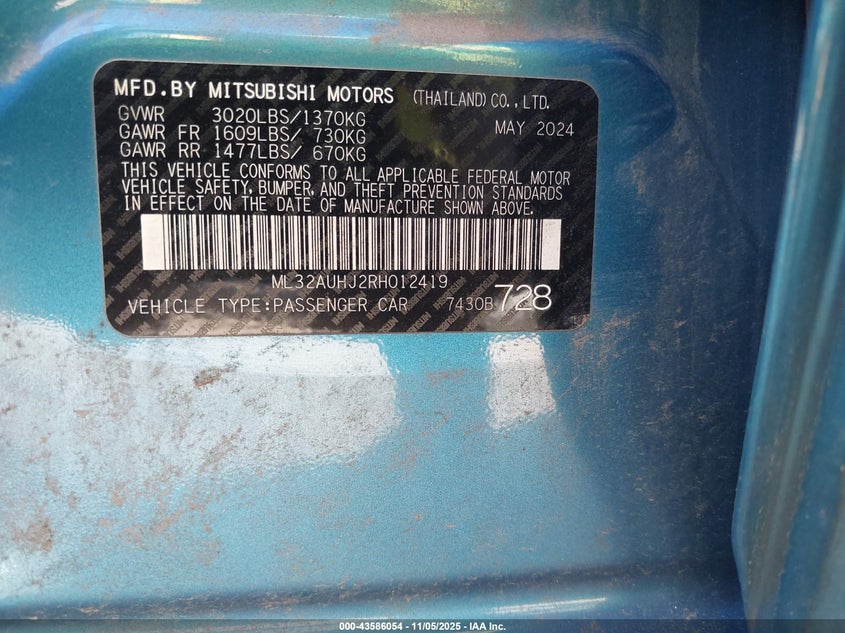 MFD.BY MITSUBISHI MOTORS (THAILAND)CO.,LTD.
GVWR 3020LBS/1370KG MAY 2024
GAWR FR 1609LBS/ 730KG
GAWR RR 1477LBS/ 670KG
THIS VEHICLE CONFORMS TO ALL APPLICABLE FEDERAL MOTOR
VEHICLE SAFETY, BUMPER, AND THEFT PREVENTION STANDARDS
IN EFFECT ON THE DATE OF MANUFACTURE SHOWN ABOVE.
ML32AUHJ2RH012419
VEHICLE TYPE:PASSENGER CAR 7430B 728
000-43586054 - 11/05/2025 - IAA Inc.